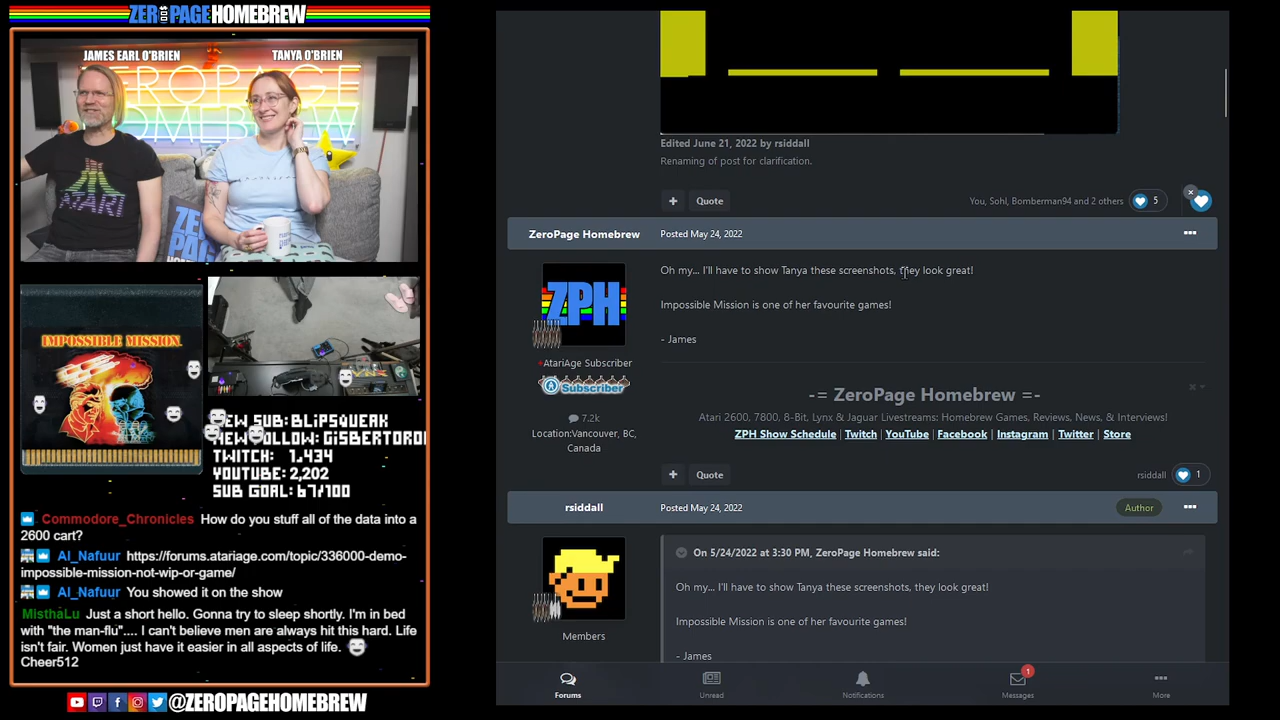 ZEROPAGE HOMEBREW
JAMES EARL O'BRIEN
TANYA O'BRIEN
ZEROPAGE
HOMEBREW
ATARI
IMPOSSIBLE MISSION
NEW SUB: BLIPSQUEAK
NEW FOLLOW: GISBERTORO
TWITCH: 1,434
YOUTUBE: 2,202
SUB GOAL: 67/100
Commodore_Chronicles How do you stuff all of the data into a
2600 cart?
Al_Nafuur https://forums.atariage.com/topic/336000-demo-
impossible-mission-not-wip-or-game/
Al_Nafuur You showed it on the show
MisthaLu Just a short hello. Gonna try to sleep shortly. I'm in bed
with "the man-flu".... I can't believe men are always hit this hard. Life
isn't fair. Women just have it easier in all aspects of life.
Cheer512
@ZEROPAGEHOMEBREW
Edited June 21, 2022 by rsiddall
Renaming of post for clarification.
+ Quote
You, Sohl, Bomberman94 and 2 others 5
ZeroPage Homebrew Posted May 24, 2022
Oh my... I'll have to show Tanya these screenshots, they look great!
Impossible Mission is one of her favourite games!
- James
ZPH
+AtariAge Subscriber
Subscriber
7.2k
Location:Vancouver, BC,
Canada
-= ZeroPage Homebrew =-
Atari 2600, 7800, 8-Bit, Lynx & Jaguar Livestreams: Homebrew Games, Reviews, News, & Interviews!
ZPH Show Schedule | Twitch | YouTube | Facebook | Instagram | Twitter | Store
+ Quote
rsiddall 1
rsiddall Posted May 24, 2022 Author
Members
On 5/24/2022 at 3:30 PM, ZeroPage Homebrew said:
Oh my... I'll have to show Tanya these screenshots, they look great!
Impossible Mission is one of her favourite games!
- James
Forums
Unread
Notifications
1
Messages
More